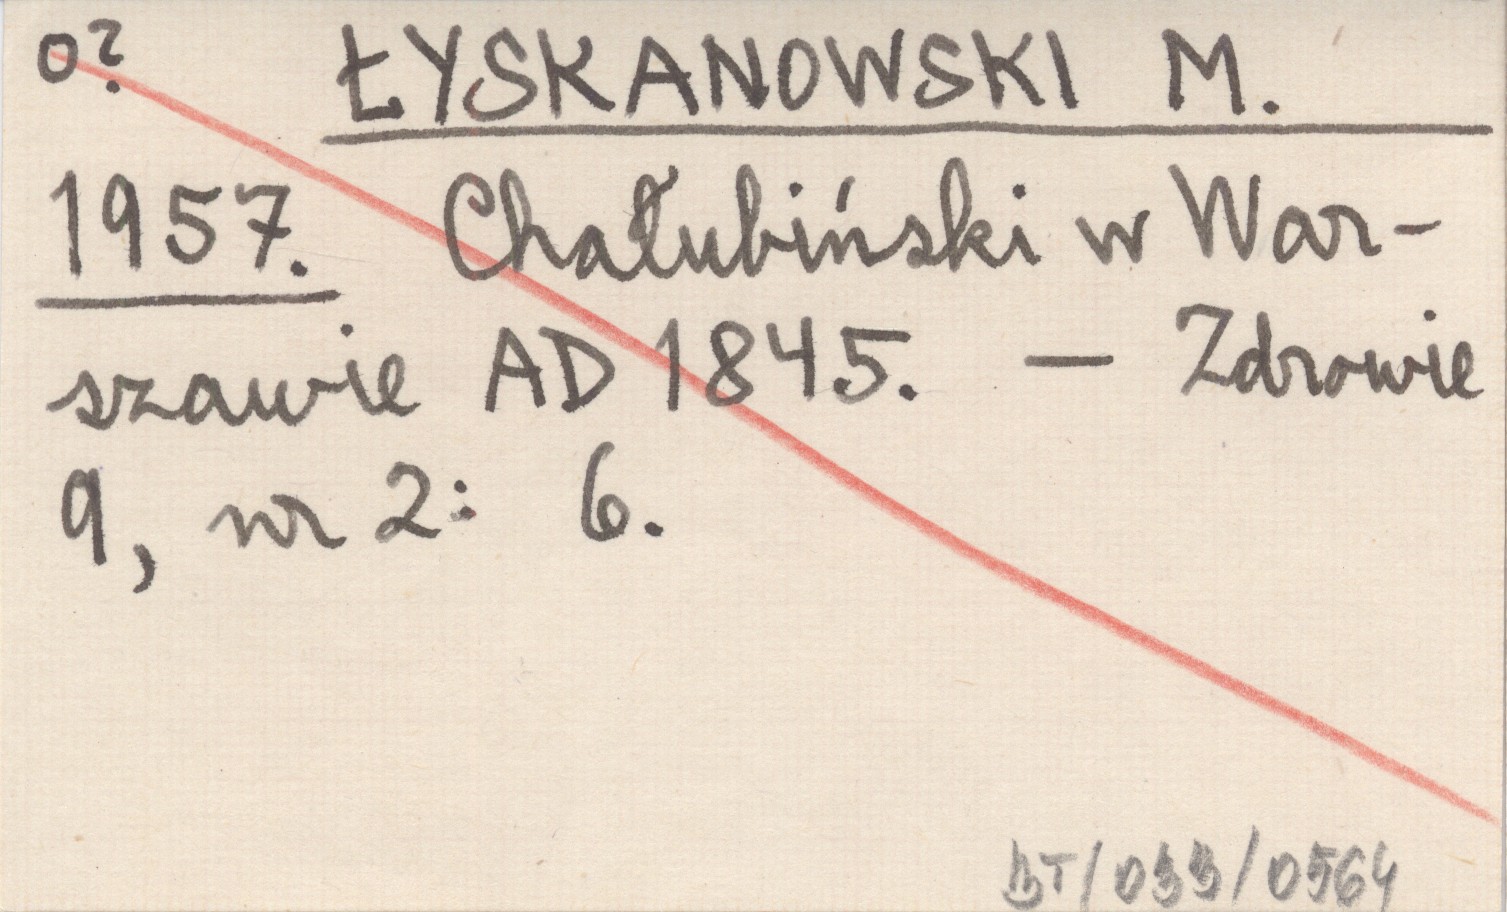 o? ŁYSKANOWSKI M.
1957. Chałubiński w War-
szawie AD 1845. — Zdrowie
9, nr 2: 6.
BT/033/0564